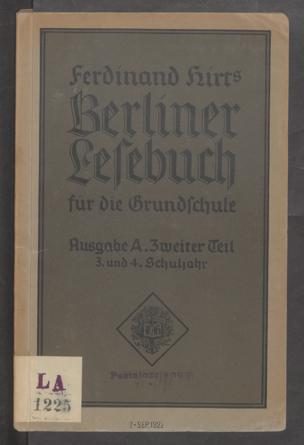 Ferdinand Hirts
Berliner
Lesebuch
für die Grundschule
Ausgabe A. Zweiter Teil
3. und 4. Schuljahr
LA
1225